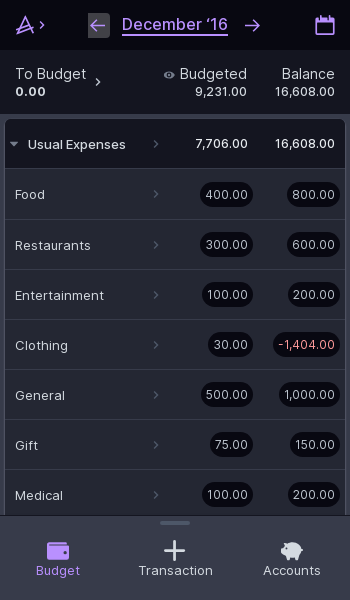 December ‘16
To Budget
0.00
Budgeted
9,231.00
Balance
16,608.00
Usual Expenses 7,706.00 16,608.00
Food 400.00 800.00
Restaurants 300.00 600.00
Entertainment 100.00 200.00
Clothing 30.00 -1,404.00
General 500.00 1,000.00
Gift 75.00 150.00
Medical 100.00 200.00
Budget Transaction Accounts